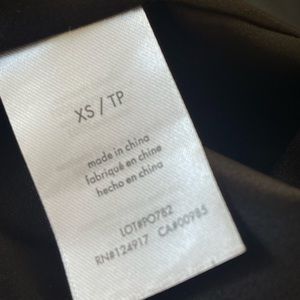 XS / TP
made in china
fabriqué en chine
hecho en china
LOT#PO782
RN#124917 CA#00985